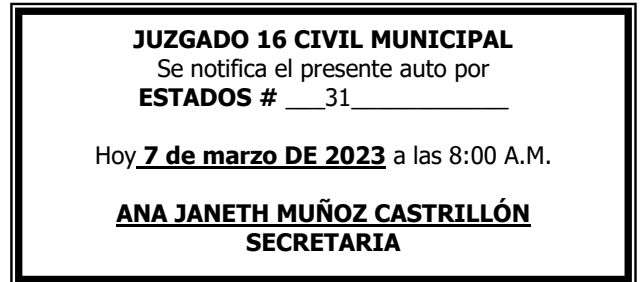 JUZGADO 16 CIVIL MUNICIPAL
Se notifica el presente auto por
ESTADOS # ___31____________
Hoy 7 de marzo DE 2023 a las 8:00 A.M.
ANA JANETH MUÑOZ CASTRILLÓN
SECRETARIA